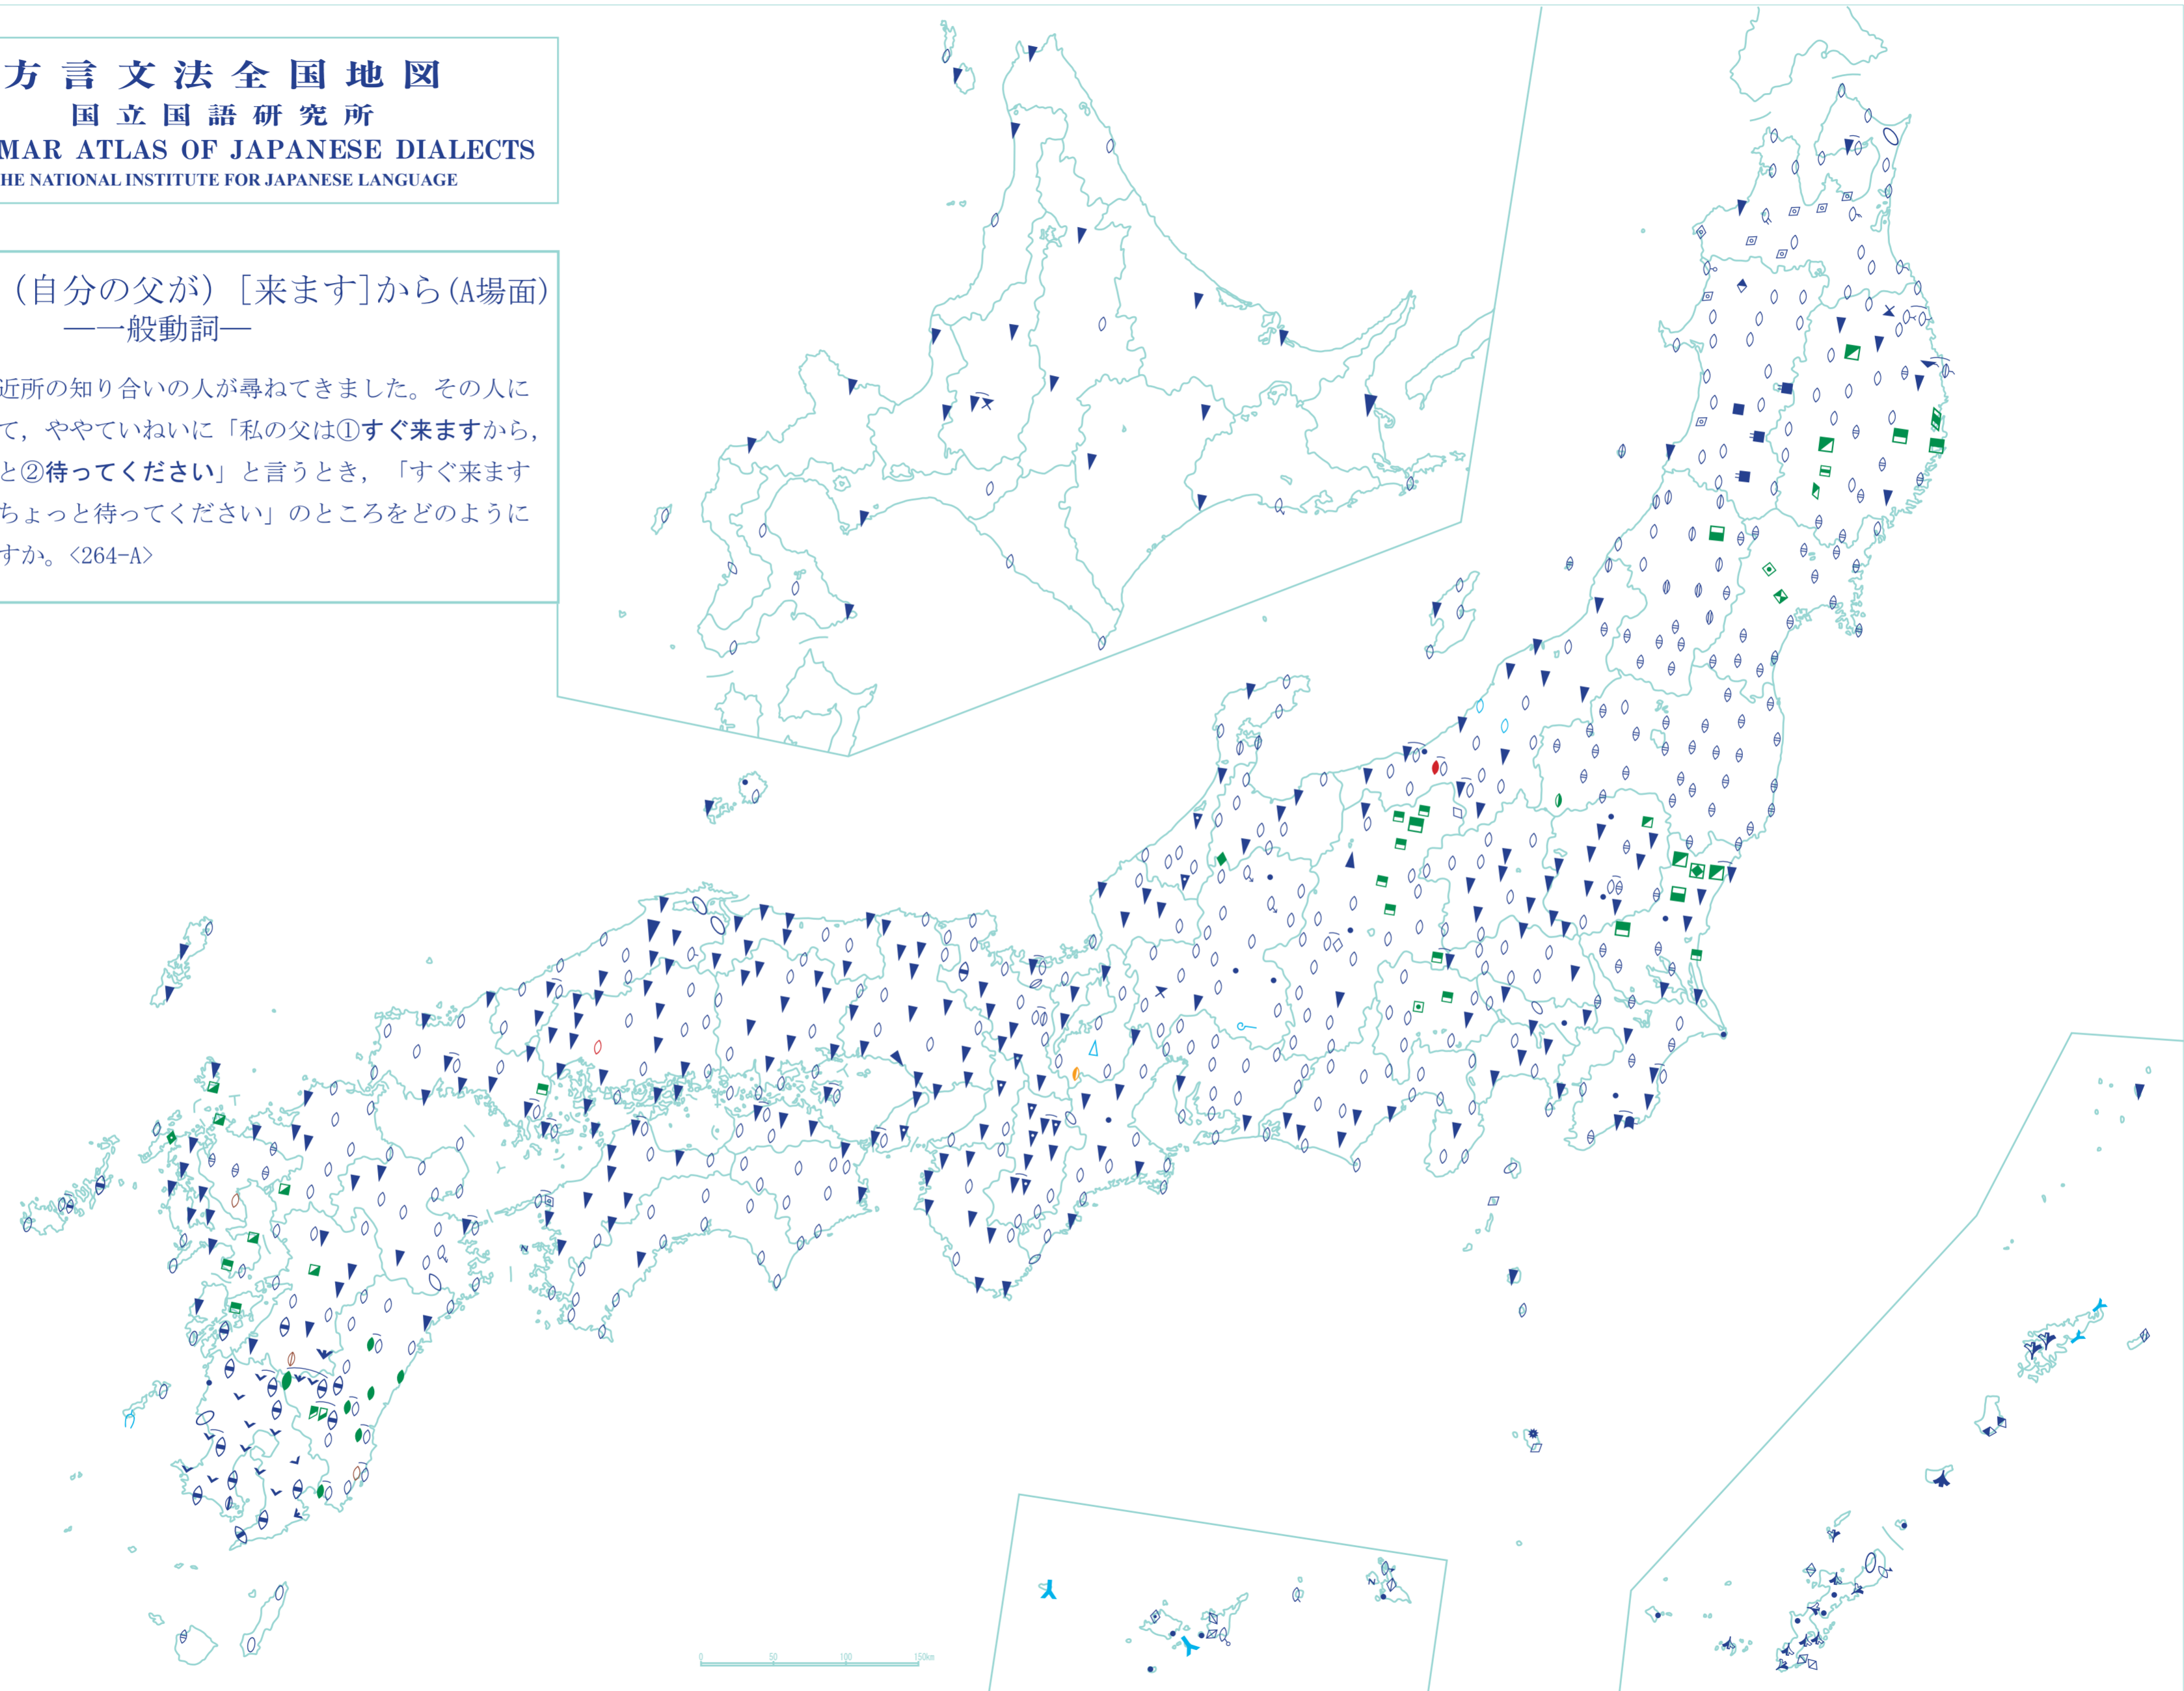 方言文法全国地図
国立国語研究所
MAR ATLAS OF JAPANESE DIALECTS
HE NATIONAL INSTITUTE FOR JAPANESE LANGUAGE
（自分の父が）［来ます］から（A場面）
―一般動詞―
近所の知り合いの人が尋ねてきました。その人に
て，ややていねいに「私の父は①すぐ来ますから，
と②待ってください」と言うとき，「すぐ来ます
ちょっと待ってください」のところをどのように
すか。<264-A>
0 50 100 150km